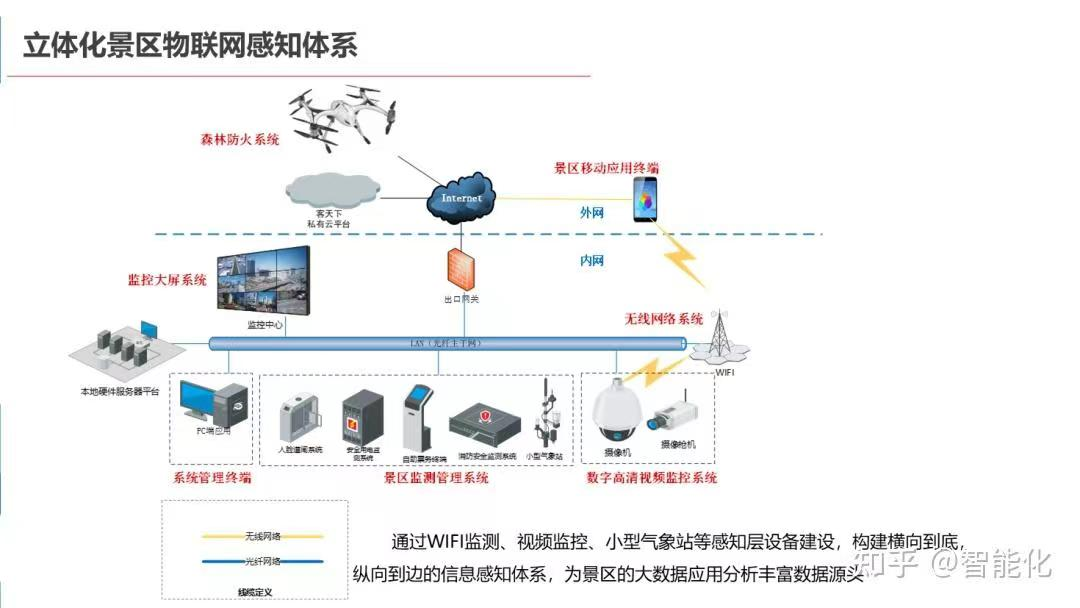 立体化景区物联网感知体系
森林防火系统
景区移动应用终端
Internet
客天下
私有云平台
外网
内网
监控大屏系统
出口网关
监控中心
无线网络系统
LAN（光纤主干网）
WIFI
本地硬件服务器平台
PC端应用
人脸道闸系统
安全用电监
测系统
自助票务终端
消防安全监测系统
小型气象站
摄像机
摄像枪机
系统管理终端
景区监测管理系统
数字高清视频监控系统
无线网络
光纤网络
线缆定义
通过WIFI监测、视频监控、小型气象站等感知层设备建设，构建横向到底，
纵向到边的信息感知体系，为景区的大数据应用分析丰富数据源头
知乎 @智能化